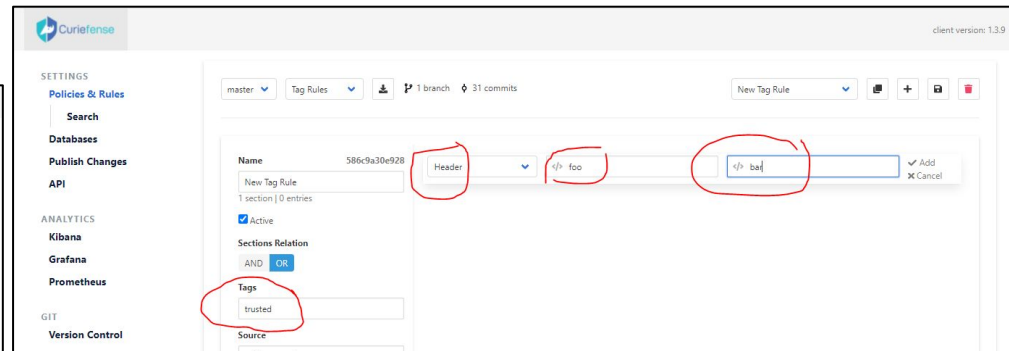 Curiefense
client version: 1.3.9
SETTINGS
Policies & Rules
Search
Databases
Publish Changes
API
ANALYTICS
Kibana
Grafana
Prometheus
GIT
Version Control
master
Tag Rules
1 branch
31 commits
New Tag Rule
Name
586c9a30e928
New Tag Rule
1 section | 0 entries
Active
Sections Relation
AND
OR
Tags
trusted
Source
Header
</> foo
</> bar
Add
Cancel